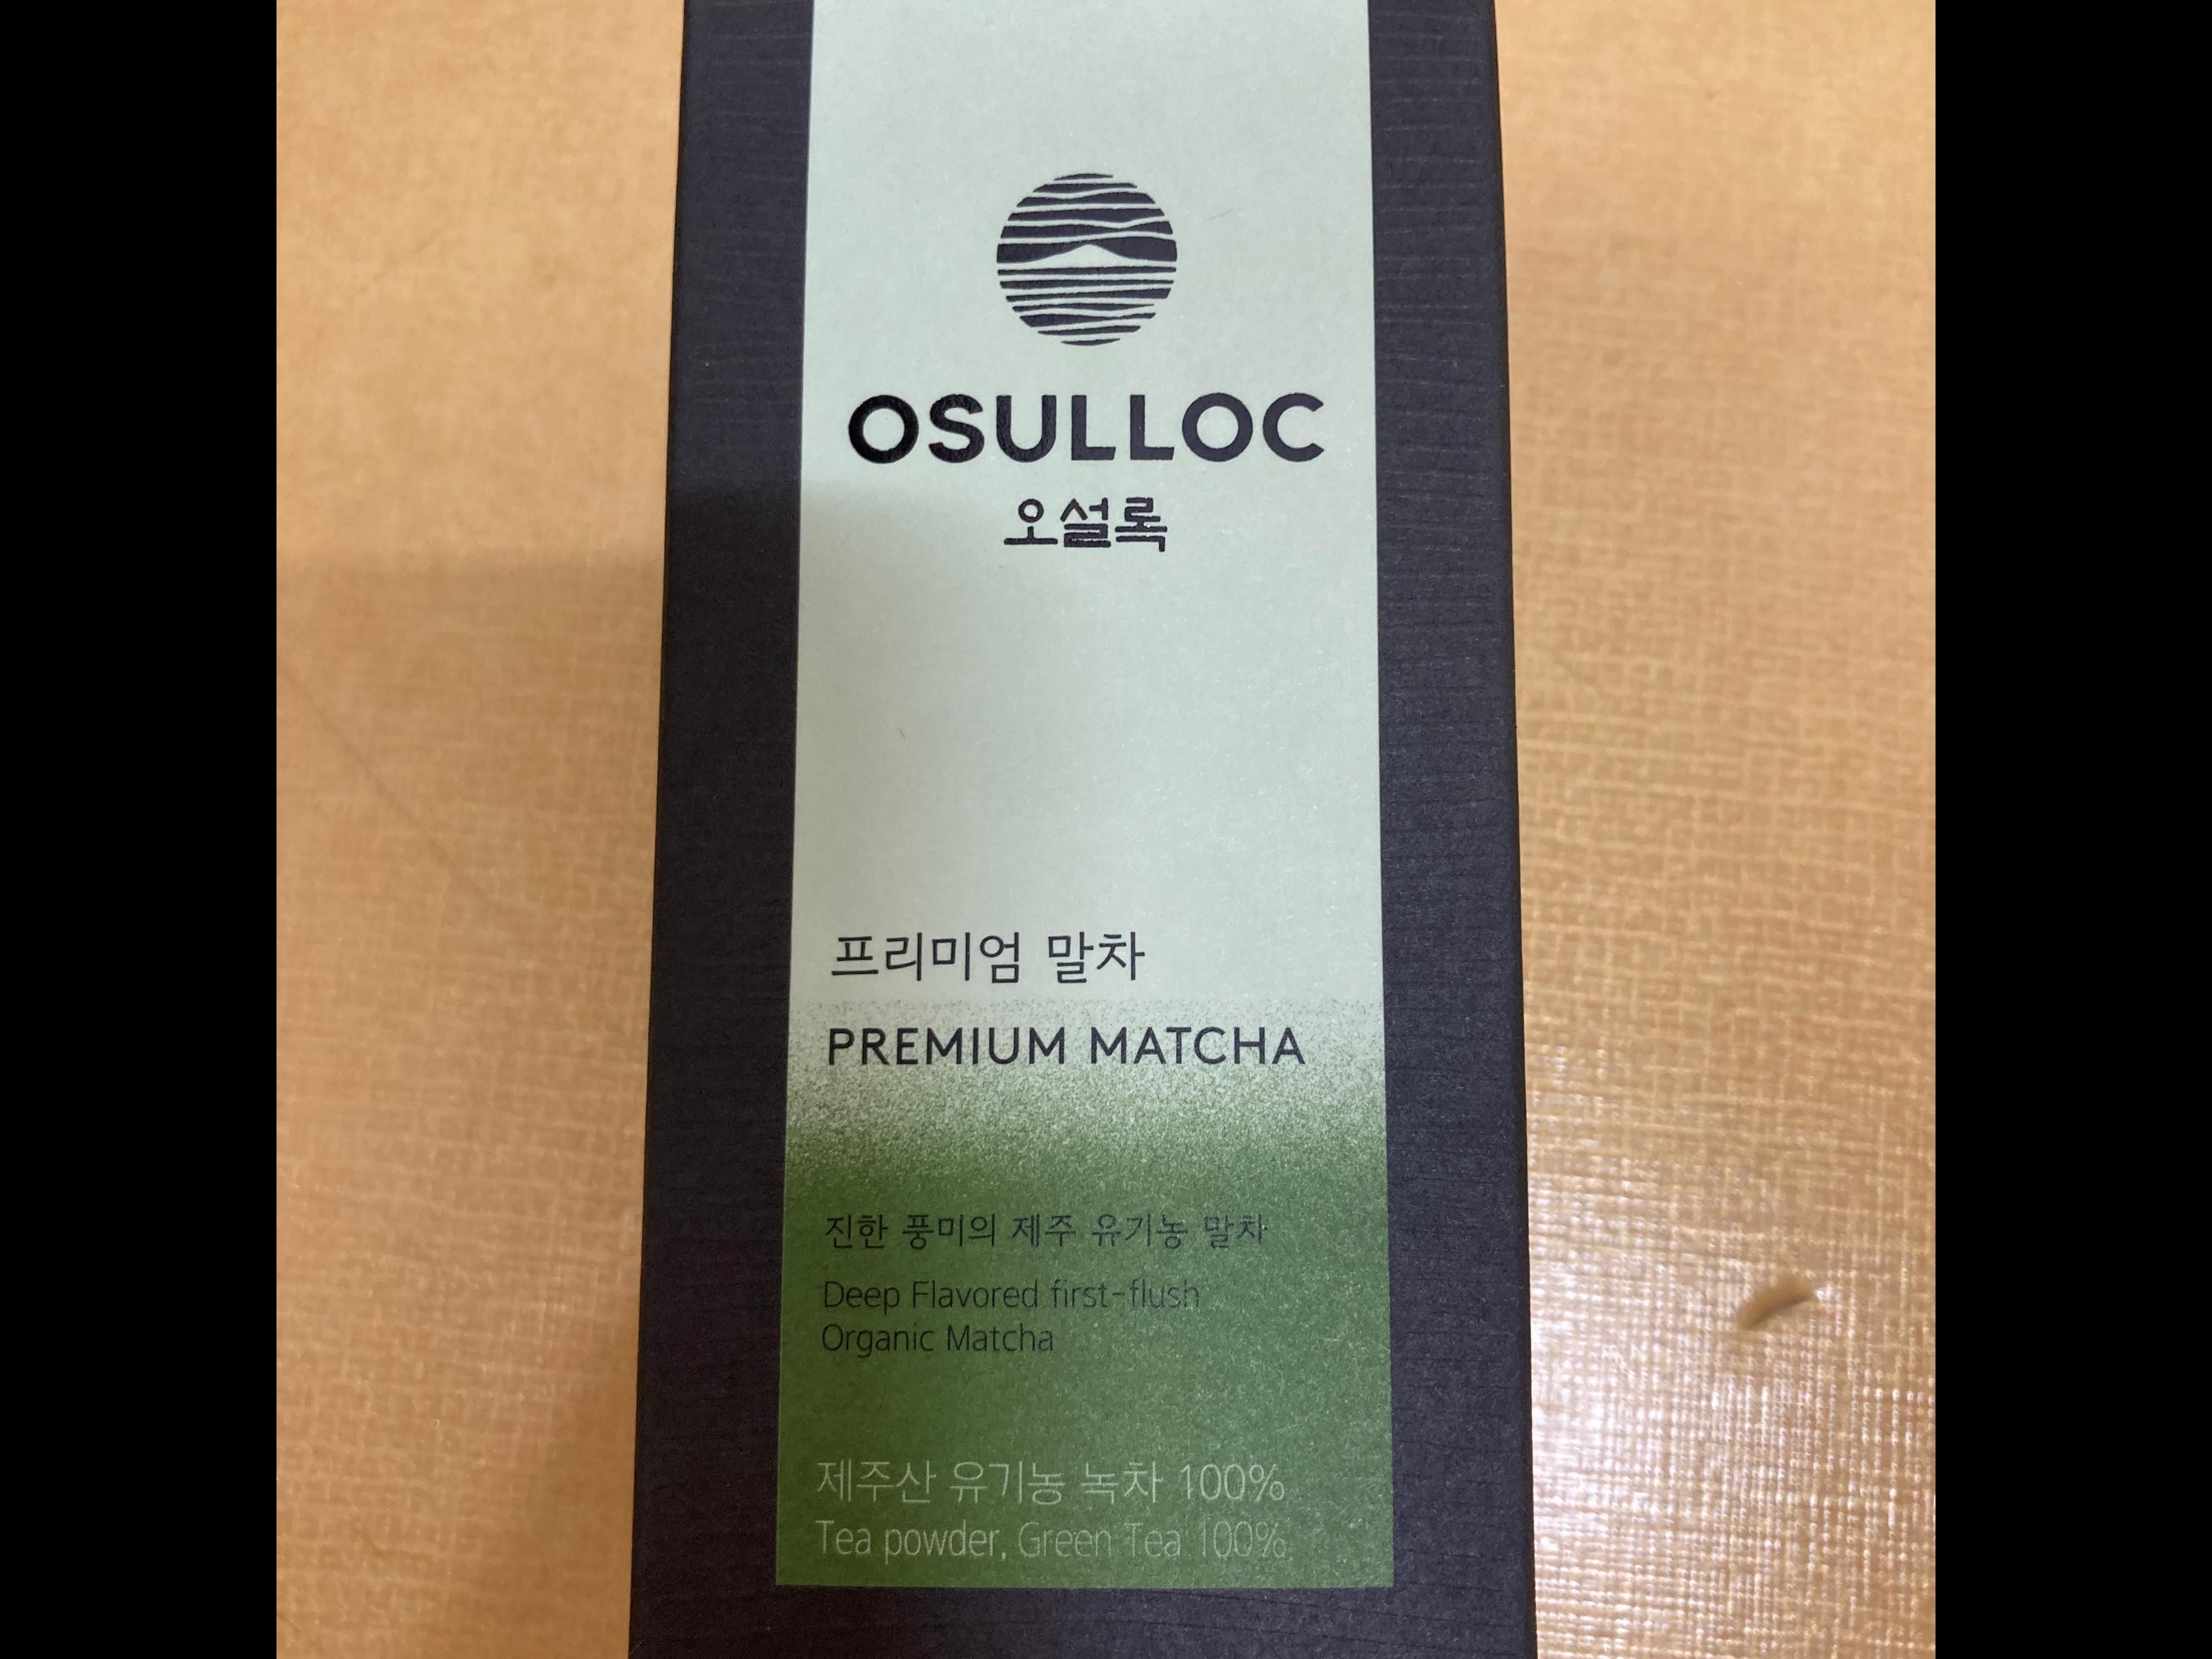 OSULLOC
오설록
프리미엄 말차
PREMIUM MATCHA
진한 풍미의 제주 유기농 말차
Deep Flavored first-flush
Organic Matcha
제주산 유기농 녹차 100%
Tea powder, Green Tea 100%